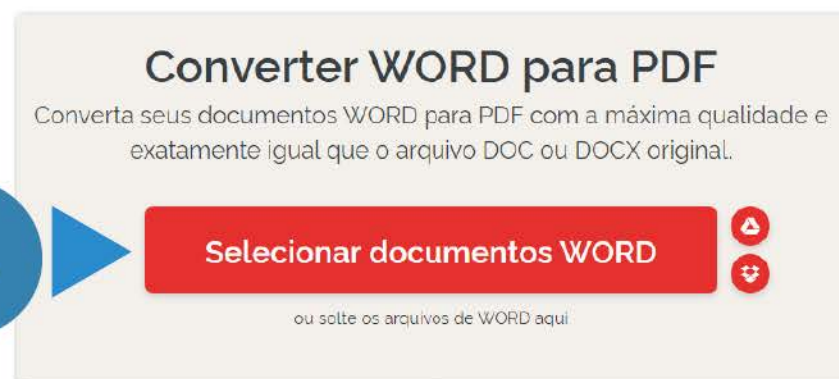 Converter WORD para PDF
Converta seus documentos WORD para PDF com a máxima qualidade e
exatamente igual que o arquivo DOC ou DOCX original.
Selecionar documentos WORD
ou solte os arquivos de WORD aqui